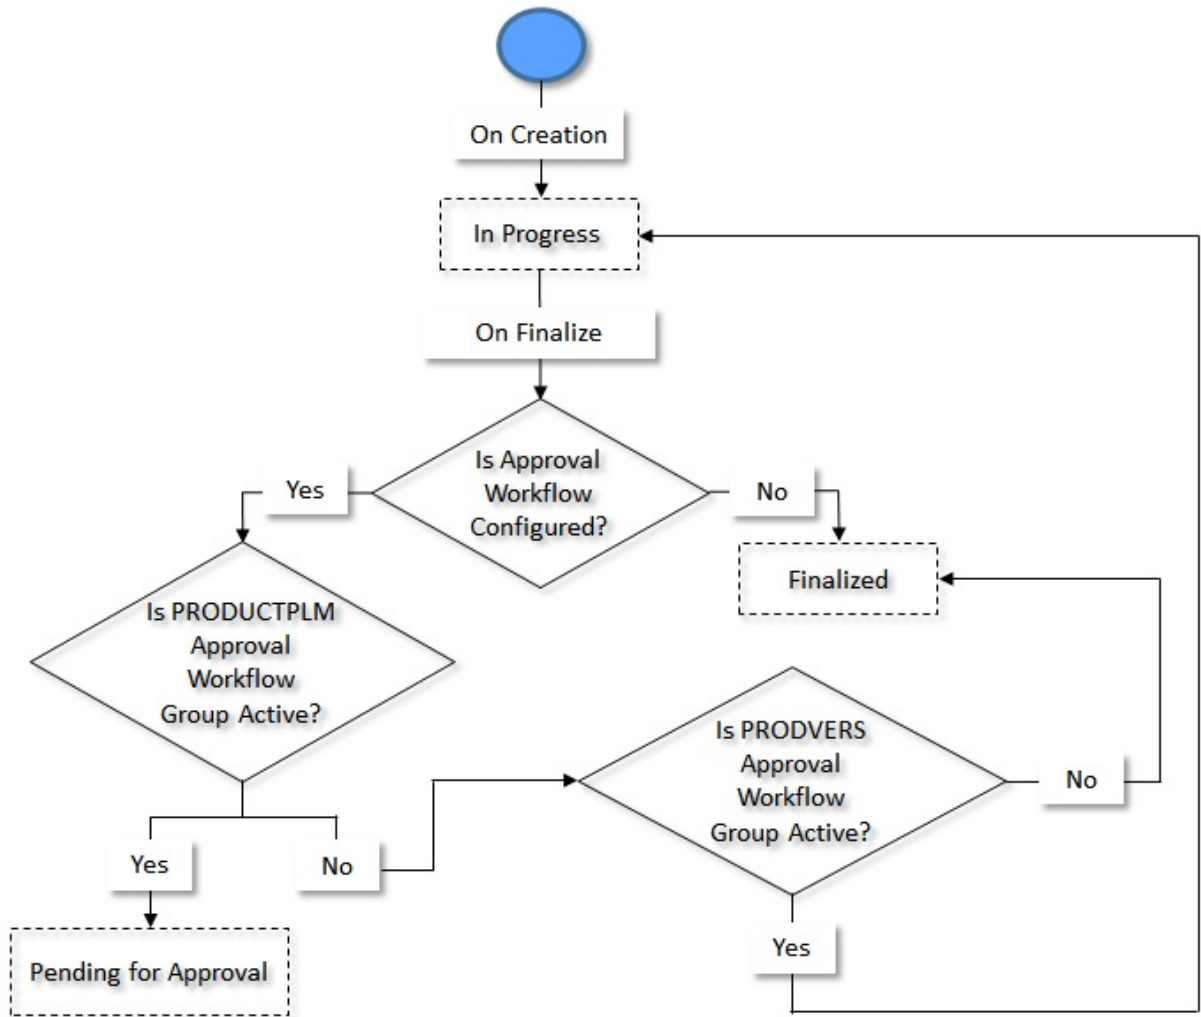 On Creation
In Progress
On Finalize
Is Approval
Workflow
Configured?
Yes
No
Finalized
Is PRODUCTPLM
Approval
Workflow
Group Active?
Is PRODVERS
Approval
Workflow
Group Active?
No
Yes
No
Pending for Approval
Yes